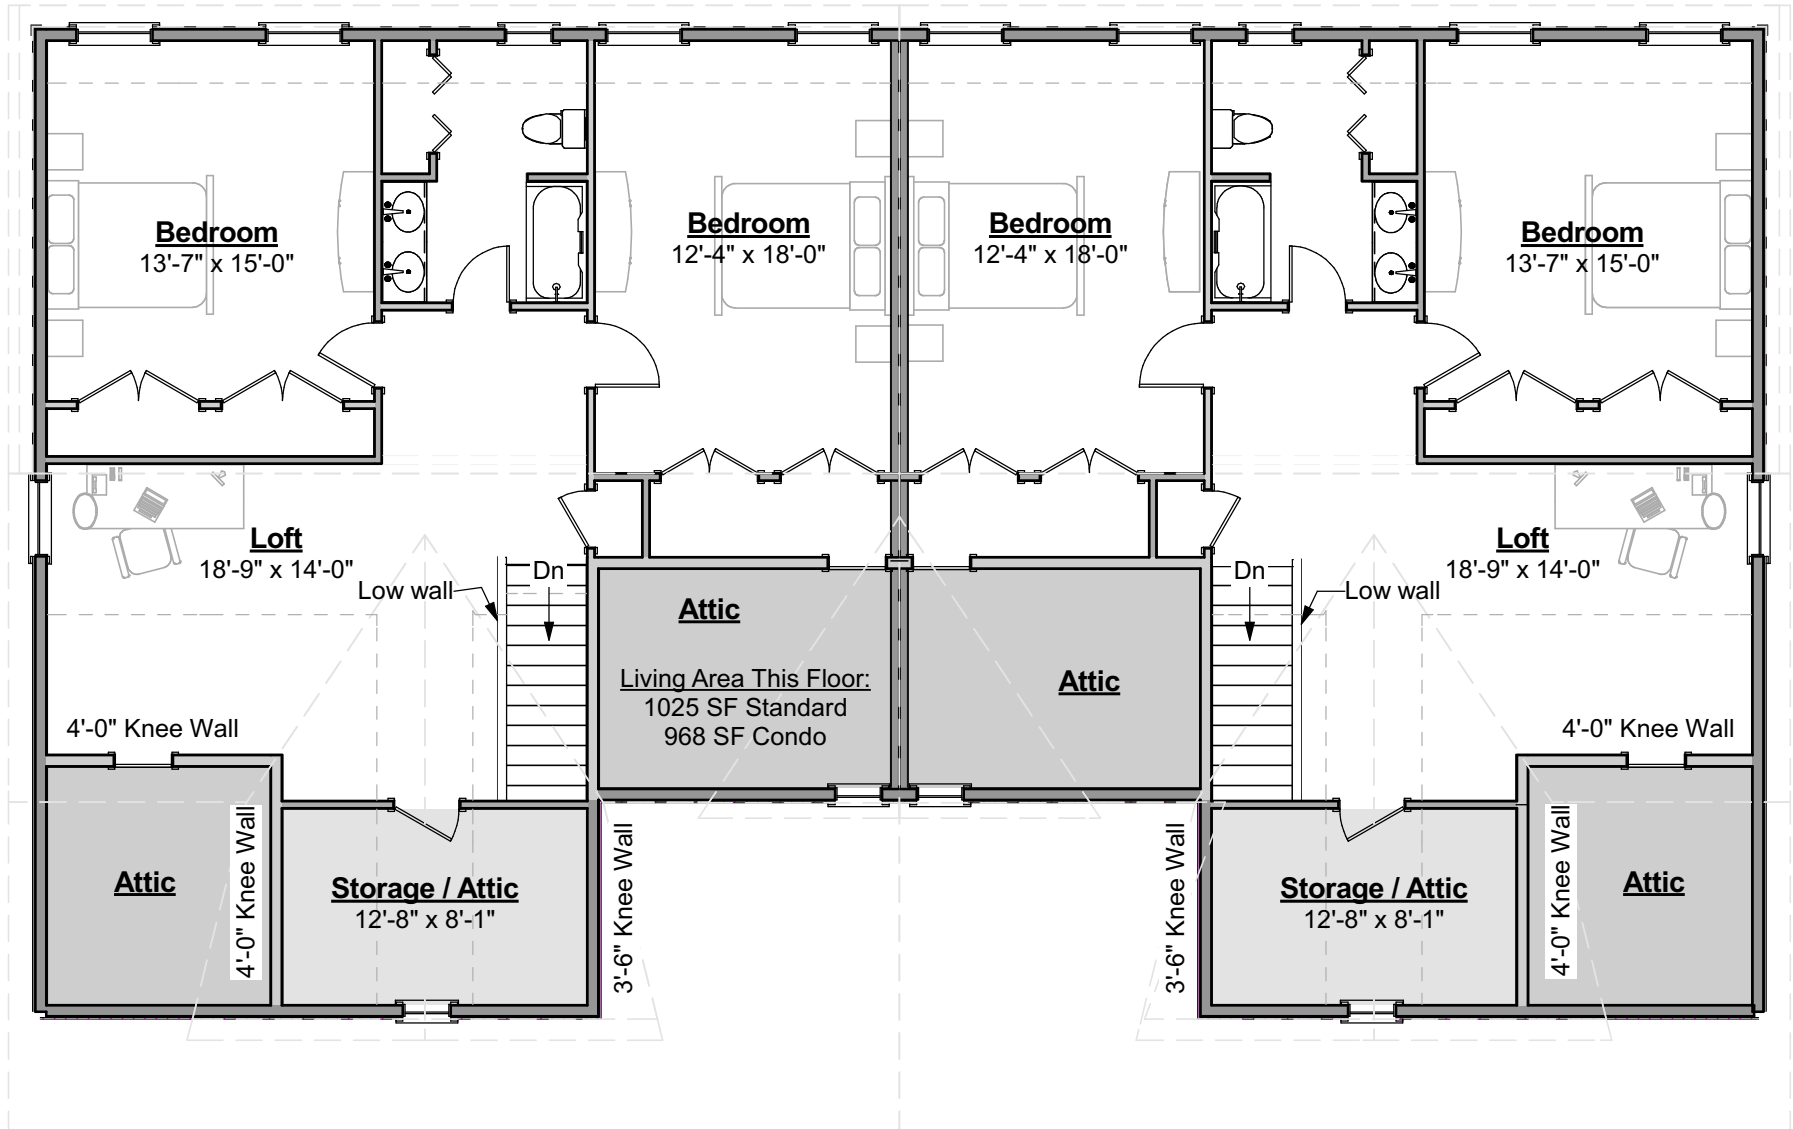 Bedroom
13'-7" x 15'-0"
Bedroom
12'-4" x 18'-0"
Bedroom
12'-4" x 18'-0"
Bedroom
13'-7" x 15'-0"
Loft
18'-9" x 14'-0"
Low wall
Dn
Dn
Low wall
Loft
18'-9" x 14'-0"
Attic
Living Area This Floor:
1025 SF Standard
968 SF Condo
Attic
4'-0" Knee Wall
4'-0" Knee Wall
Attic
4'-0" Knee Wall
Storage / Attic
12'-8" x 8'-1"
3'-6" Knee Wall
3'-6" Knee Wall
Storage / Attic
12'-8" x 8'-1"
4'-0" Knee Wall
Attic